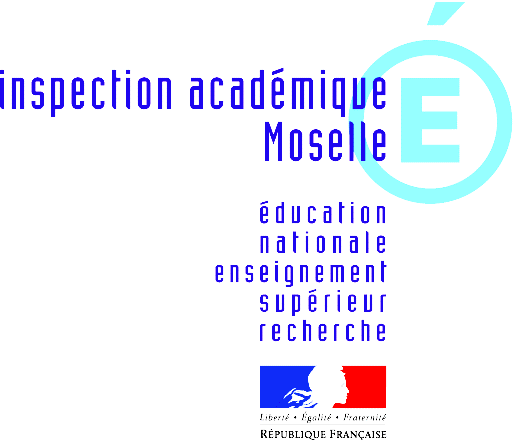 inspection académique
Moselle
É
éducation
nationale
enseignement
supérieur
recherche
Liberté • Égalité • Fraternité
RÉPUBLIQUE FRANÇAISE